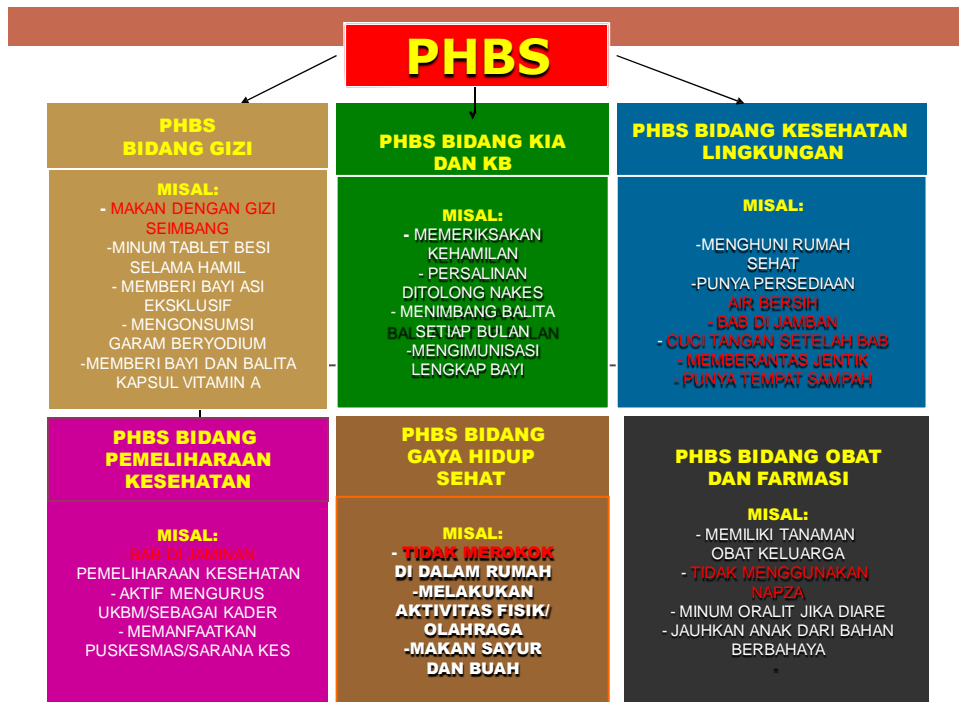 PHBS
PHBS
BIDANG GIZI
MISAL:
- MAKAN DENGAN GIZI
SEIMBANG
-MINUM TABLET BESI
SELAMA HAMIL
- MEMBERI BAYI ASI
EKSKLUSIF
- MENGONSUMSI
GARAM BERYODIUM
-MEMBERI BAYI DAN BALITA
KAPSUL VITAMIN A
PHBS BIDANG KIA
DAN KB
MISAL:
- MEMERIKSAKAN
KEHAMILAN
- PERSALINAN
DITOLONG NAKES
- MENIMBANG BALITA
SETIAP BULAN
-MENGIMUNISASI
LENGKAP BAYI
PHBS BIDANG KESEHATAN
LINGKUNGAN
MISAL:
-MENGHUNI RUMAH
SEHAT
-PUNYA PERSEDIAAN
AIR BERSIH
- BAB DI JAMBAN
- CUCI TANGAN SETELAH BAB
- MEMBERANTAS JENTIK
- PUNYA TEMPAT SAMPAH
PHBS BIDANG
PEMELIHARAAN
KESEHATAN
MISAL:
- BAB DI JAMINAN
PEMELIHARAAN KESEHATAN
- AKTIF MENGURUS
UKBM/SEBAGAI KADER
- MEMANFAATKAN
PUSKESMAS/SARANA KES
PHBS BIDANG
GAYA HIDUP
SEHAT
MISAL:
- TIDAK MEROKOK
DI DALAM RUMAH
-MELAKUKAN
AKTIVITAS FISIK/
OLAHRAGA
-MAKAN SAYUR
DAN BUAH
PHBS BIDANG OBAT
DAN FARMASI
MISAL:
- MEMILIKI TANAMAN
OBAT KELUARGA
- TIDAK MENGGUNAKAN
NAPZA
- MINUM ORALIT JIKA DIARE
- JAUHKAN ANAK DARI BAHAN
BERBAHAYA
*